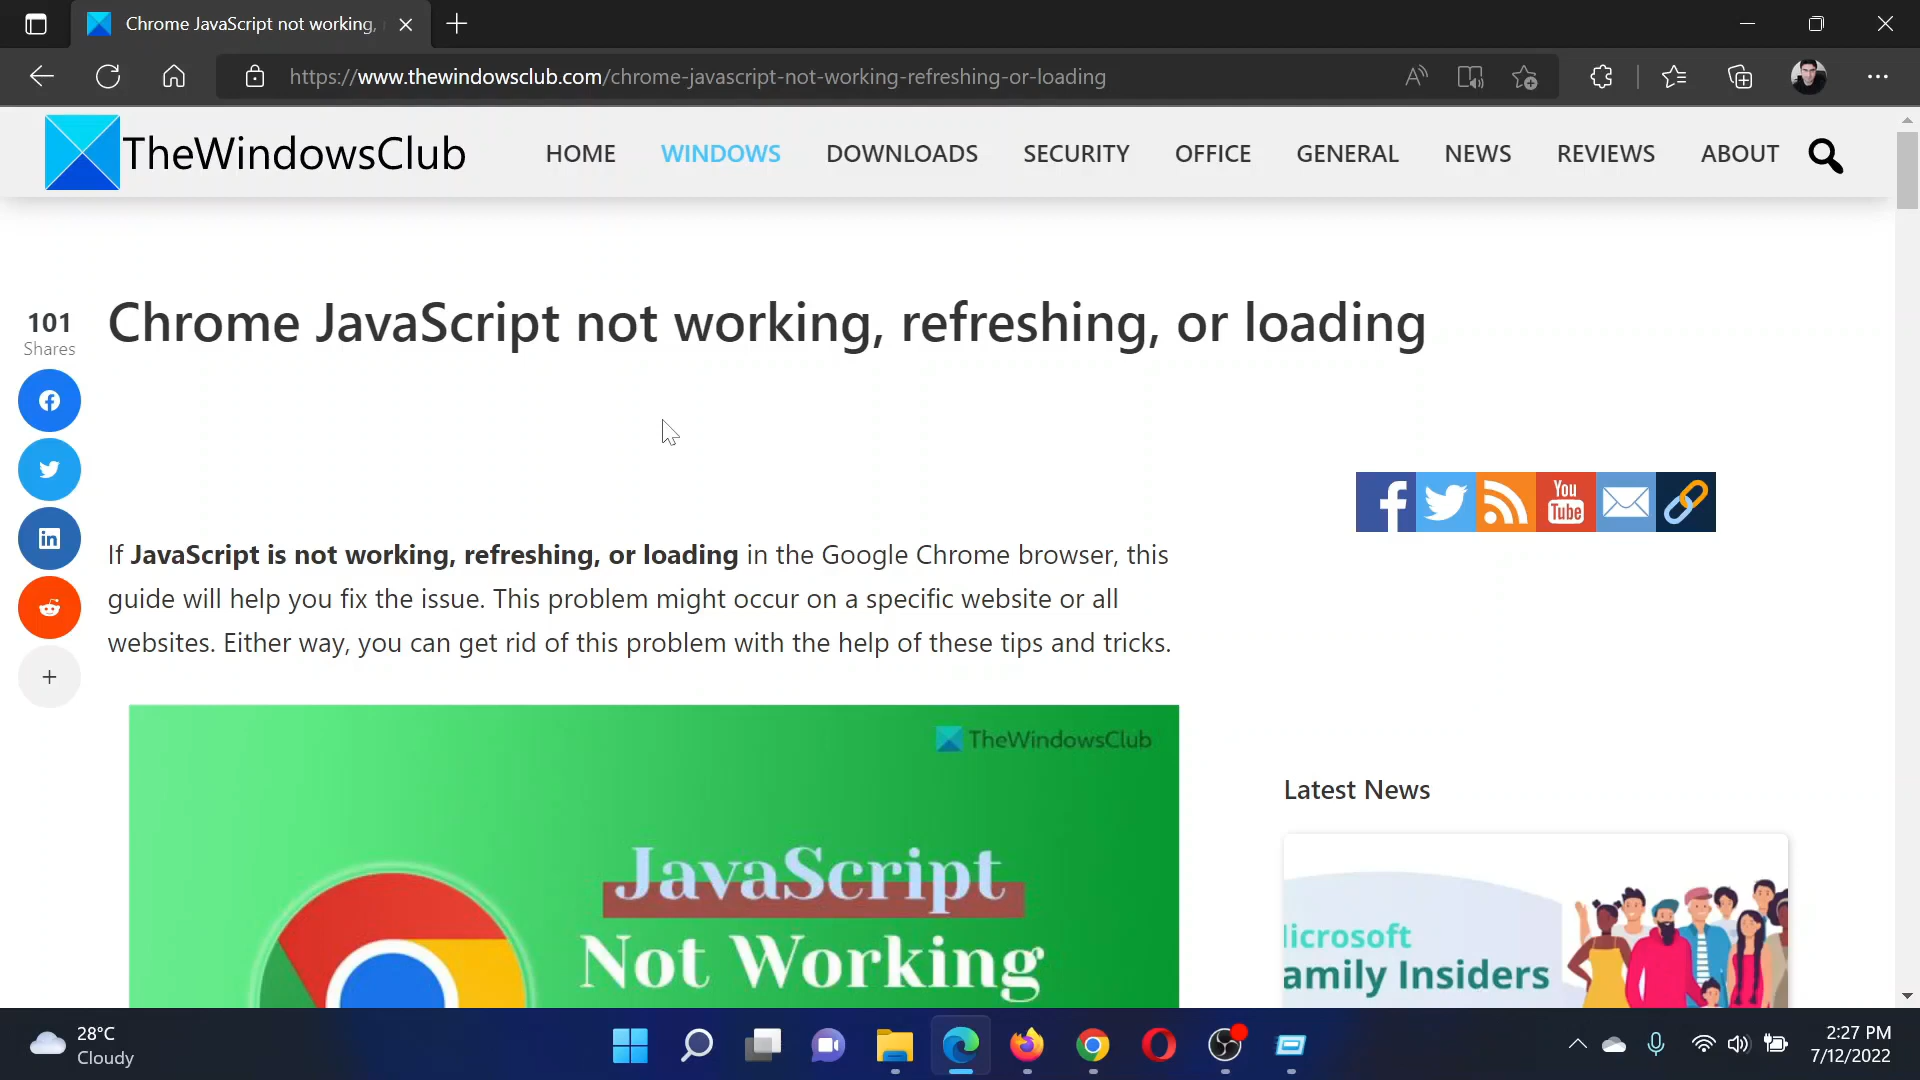 Chrome JavaScript not working,
https://www.thewindowsclub.com/chrome-javascript-not-working-refreshing-or-loading
TheWindowsClub
HOME WINDOWS DOWNLOADS SECURITY OFFICE GENERAL NEWS REVIEWS ABOUT
101
Shares
Chrome JavaScript not working, refreshing, or loading
You
Tube
If JavaScript is not working, refreshing, or loading in the Google Chrome browser, this
guide will help you fix the issue. This problem might occur on a specific website or all
websites. Either way, you can get rid of this problem with the help of these tips and tricks.
TheWindowsClub
JavaScript
Not Working
Latest News
icrosoft
amily Insiders
28°C
Cloudy
2:27 PM
7/12/2022